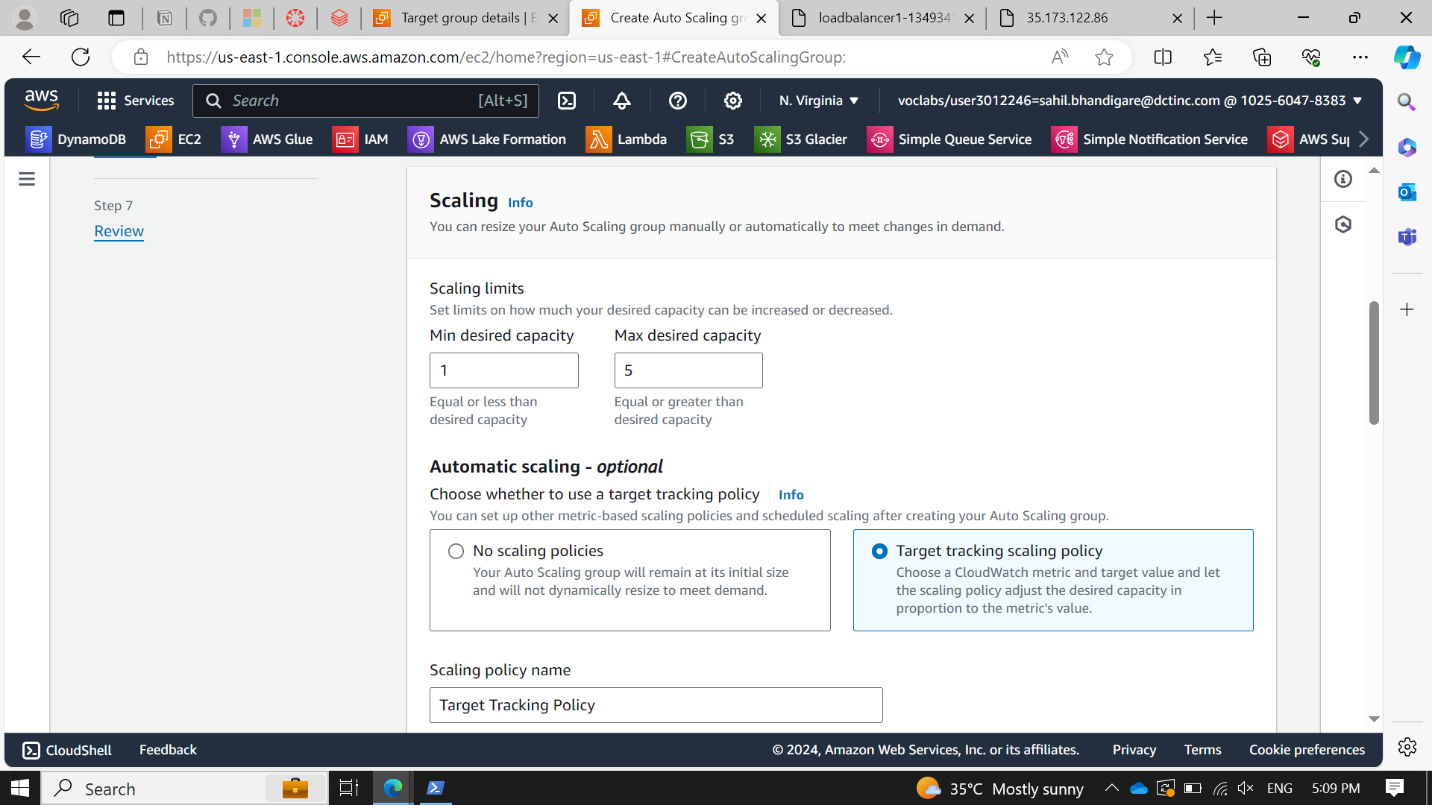 Target group details | E
Create Auto Scaling gr
loadbalancer1-134934
35.173.122.86
https://us-east-1.console.aws.amazon.com/ec2/home?region=us-east-1#CreateAutoScalingGroup:
aws
Services
Search
[Alt+S]
N. Virginia
voclabs/user3012246=sahil.bhandigare@dctinc.com @ 1025-6047-8383
DynamoDB
EC2
AWS Glue
IAM
AWS Lake Formation
Lambda
S3
S3 Glacier
Simple Queue Service
Simple Notification Service
AWS Sup
Step 7
Review
Scaling Info
You can resize your Auto Scaling group manually or automatically to meet changes in demand.
Scaling limits
Set limits on how much your desired capacity can be increased or decreased.
Min desired capacity
Max desired capacity
1
5
Equal or less than
desired capacity
Equal or greater than
desired capacity
Automatic scaling - optional
Choose whether to use a target tracking policy Info
You can set up other metric-based scaling policies and scheduled scaling after creating your Auto Scaling group.
No scaling policies
Your Auto Scaling group will remain at its initial size
and will not dynamically resize to meet demand.
Target tracking scaling policy
Choose a CloudWatch metric and target value and let
the scaling policy adjust the desired capacity in
proportion to the metric's value.
Scaling policy name
Target Tracking Policy
CloudShell
Feedback
© 2024, Amazon Web Services, Inc. or its affiliates.
Privacy
Terms
Cookie preferences
Search
35°C Mostly sunny
ENG
5:09 PM